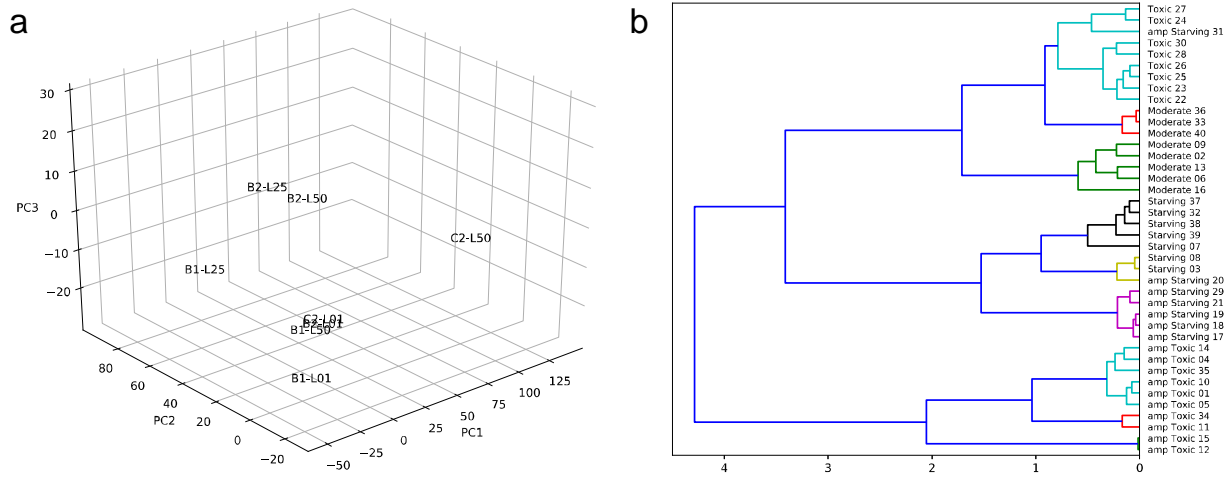 a
30
20
10
0
−10
−20
PC3
80
60
40
20
0
−20
PC2
−50
−25
0
25
50
75
100
125
PC1
B2-L25
B2-L50
C2-L50
B1-L25
C2-L01
B2-L01
B1-L50
B1-L01
b
Toxic 27
Toxic 24
amp Starving 31
Toxic 30
Toxic 28
Toxic 26
Toxic 25
Toxic 23
Toxic 22
Moderate 36
Moderate 33
Moderate 40
Moderate 09
Moderate 02
Moderate 13
Moderate 06
Moderate 16
Starving 37
Starving 32
Starving 38
Starving 39
Starving 07
Starving 08
Starving 03
amp Starving 20
amp Starving 29
amp Starving 21
amp Starving 19
amp Starving 18
amp Starving 17
amp Toxic 14
amp Toxic 04
amp Toxic 35
amp Toxic 10
amp Toxic 01
amp Toxic 05
amp Toxic 34
amp Toxic 11
amp Toxic 15
amp Toxic 12
4
3
2
1
0